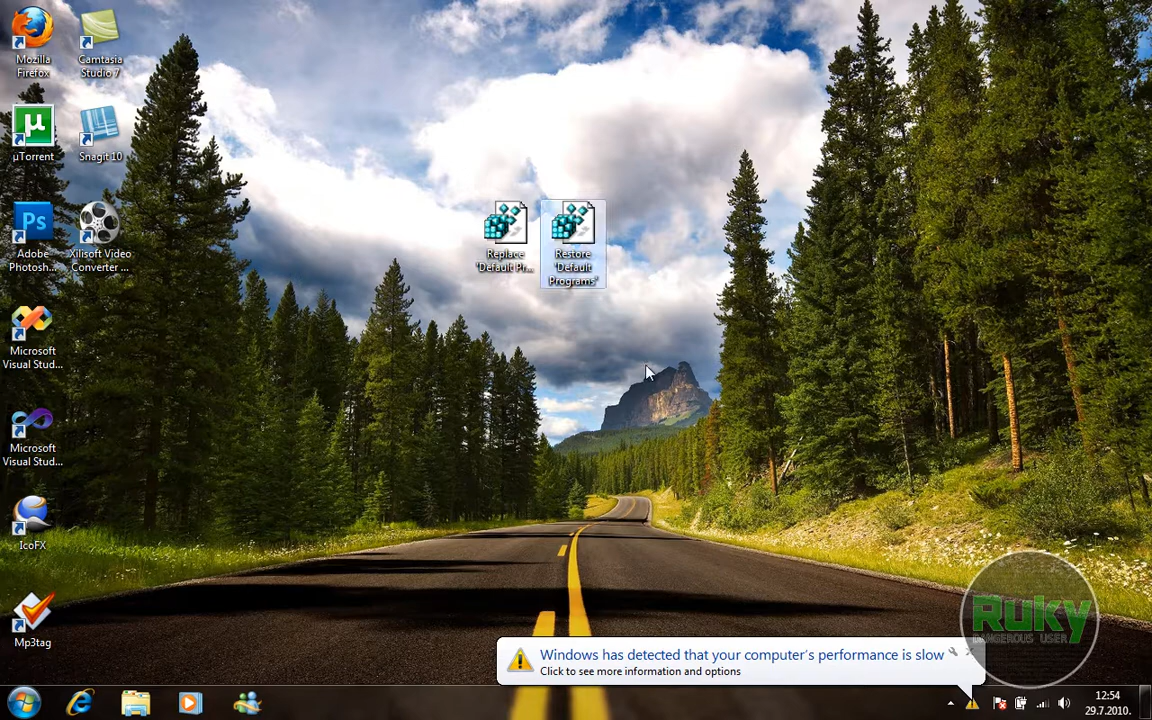 Mozilla
Firefox
Camtasia
Studio 7
µ
µTorrent
Snagit 10
Ps
Adobe
Photosh...
Xilisoft Video
Converter ...
Microsoft
Visual Stud...
Microsoft
Visual Stud...
IcoFX
Mp3tag
Replace
'Default Pr...
Restore
'Default
Programs'
Ruky
DANGEROUS USER
Windows has detected that your computer's performance is slow
Click to see more information and options
12:54
29.7.2010.